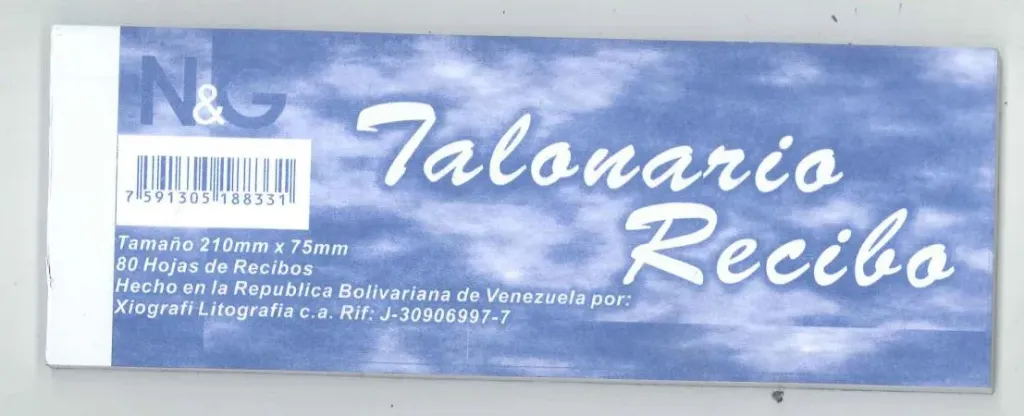 N&G
Talonario
Recibo
7 591305 188331
Tamaño 210mm x 75mm
80 Hojas de Recibos
Hecho en la Republica Bolivariana de Venezuela por:
Xiografi Litografia c.a. Rif: J-30906997-7